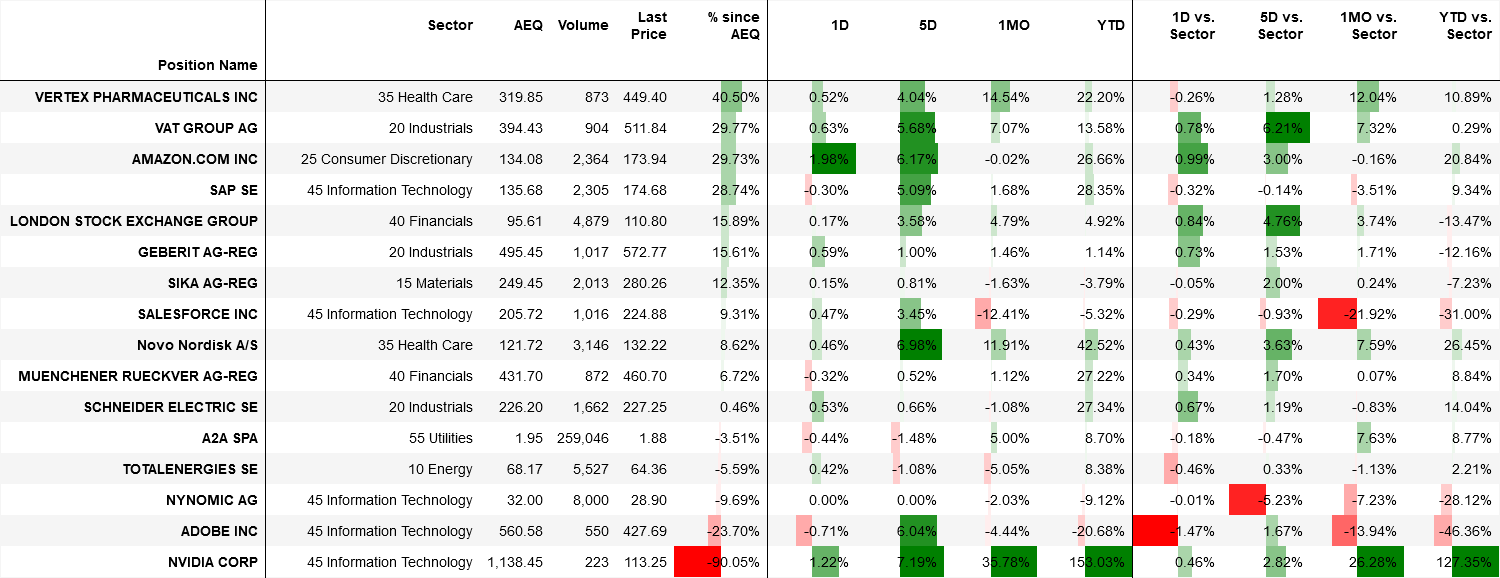 Position Name Sector AEQ Volume Last Price % since AEQ 1D 5D 1MO YTD 1D vs. Sector 5D vs. Sector 1MO vs. Sector YTD vs. Sector
VERTEX PHARMACEUTICALS INC 35 Health Care 319.85 873 449.40 40.50% 0.52% 4.04% 14.54% 22.20% -0.26% 1.28% 12.04% 10.89%
VAT GROUP AG 20 Industrials 394.43 904 511.84 29.77% 0.63% 5.68% 7.07% 13.58% 0.78% 6.21% 7.32% 0.29%
AMAZON.COM INC 25 Consumer Discretionary 134.08 2,364 173.94 29.73% 1.98% 6.17% -0.02% 26.66% 0.99% 3.00% -0.16% 20.84%
SAP SE 45 Information Technology 135.68 2,305 174.68 28.74% -0.30% 5.09% 1.68% 28.35% -0.32% -0.14% -3.51% 9.34%
LONDON STOCK EXCHANGE GROUP 40 Financials 95.61 4,879 110.80 15.89% 0.17% 3.58% 4.79% 4.92% 0.84% 4.76% 3.74% -13.47%
GEBERIT AG-REG 20 Industrials 495.45 1,017 572.77 15.61% 0.59% 1.00% 1.46% 1.14% 0.73% 1.53% 1.71% -12.16%
SIKA AG-REG 15 Materials 249.45 2,013 280.26 12.35% 0.15% 0.81% -1.63% -3.79% -0.05% 2.00% 0.24% -7.23%
SALESFORCE INC 45 Information Technology 205.72 1,016 224.88 9.31% 0.47% 3.45% -12.41% -5.32% -0.29% -0.93% -21.92% -31.00%
Novo Nordisk A/S 35 Health Care 121.72 3,146 132.22 8.62% 0.46% 6.98% 11.91% 42.52% 0.43% 3.63% 7.59% 26.45%
MUENCHENER RUECKVER AG-REG 40 Financials 431.70 872 460.70 6.72% -0.32% 0.52% 1.12% 27.22% 0.34% 1.70% 0.07% 8.84%
SCHNEIDER ELECTRIC SE 20 Industrials 226.20 1,662 227.25 0.46% 0.53% 0.66% -1.08% 27.34% 0.67% 1.19% -0.83% 14.04%
A2A SPA 55 Utilities 1.95 259,046 1.88 -3.51% -0.44% -1.48% 5.00% 8.70% -0.18% -0.47% 7.63% 8.77%
TOTALENERGIES SE 10 Energy 68.17 5,527 64.36 -5.59% 0.42% -1.08% -5.05% 8.38% -0.46% 0.33% -1.13% 2.21%
NYNOMIC AG 45 Information Technology 32.00 8,000 28.90 -9.69% 0.00% 0.00% -2.03% -9.12% -0.01% -5.23% -7.23% -28.12%
ADOBE INC 45 Information Technology 560.58 550 427.69 -23.70% -0.71% 6.04% -4.44% -20.68% -1.47% 1.67% -13.94% -46.36%
NVIDIA CORP 45 Information Technology 1,138.45 223 113.25 -90.05% 1.22% 7.19% 35.78% 153.03% 0.46% 2.82% 26.28% 127.35%